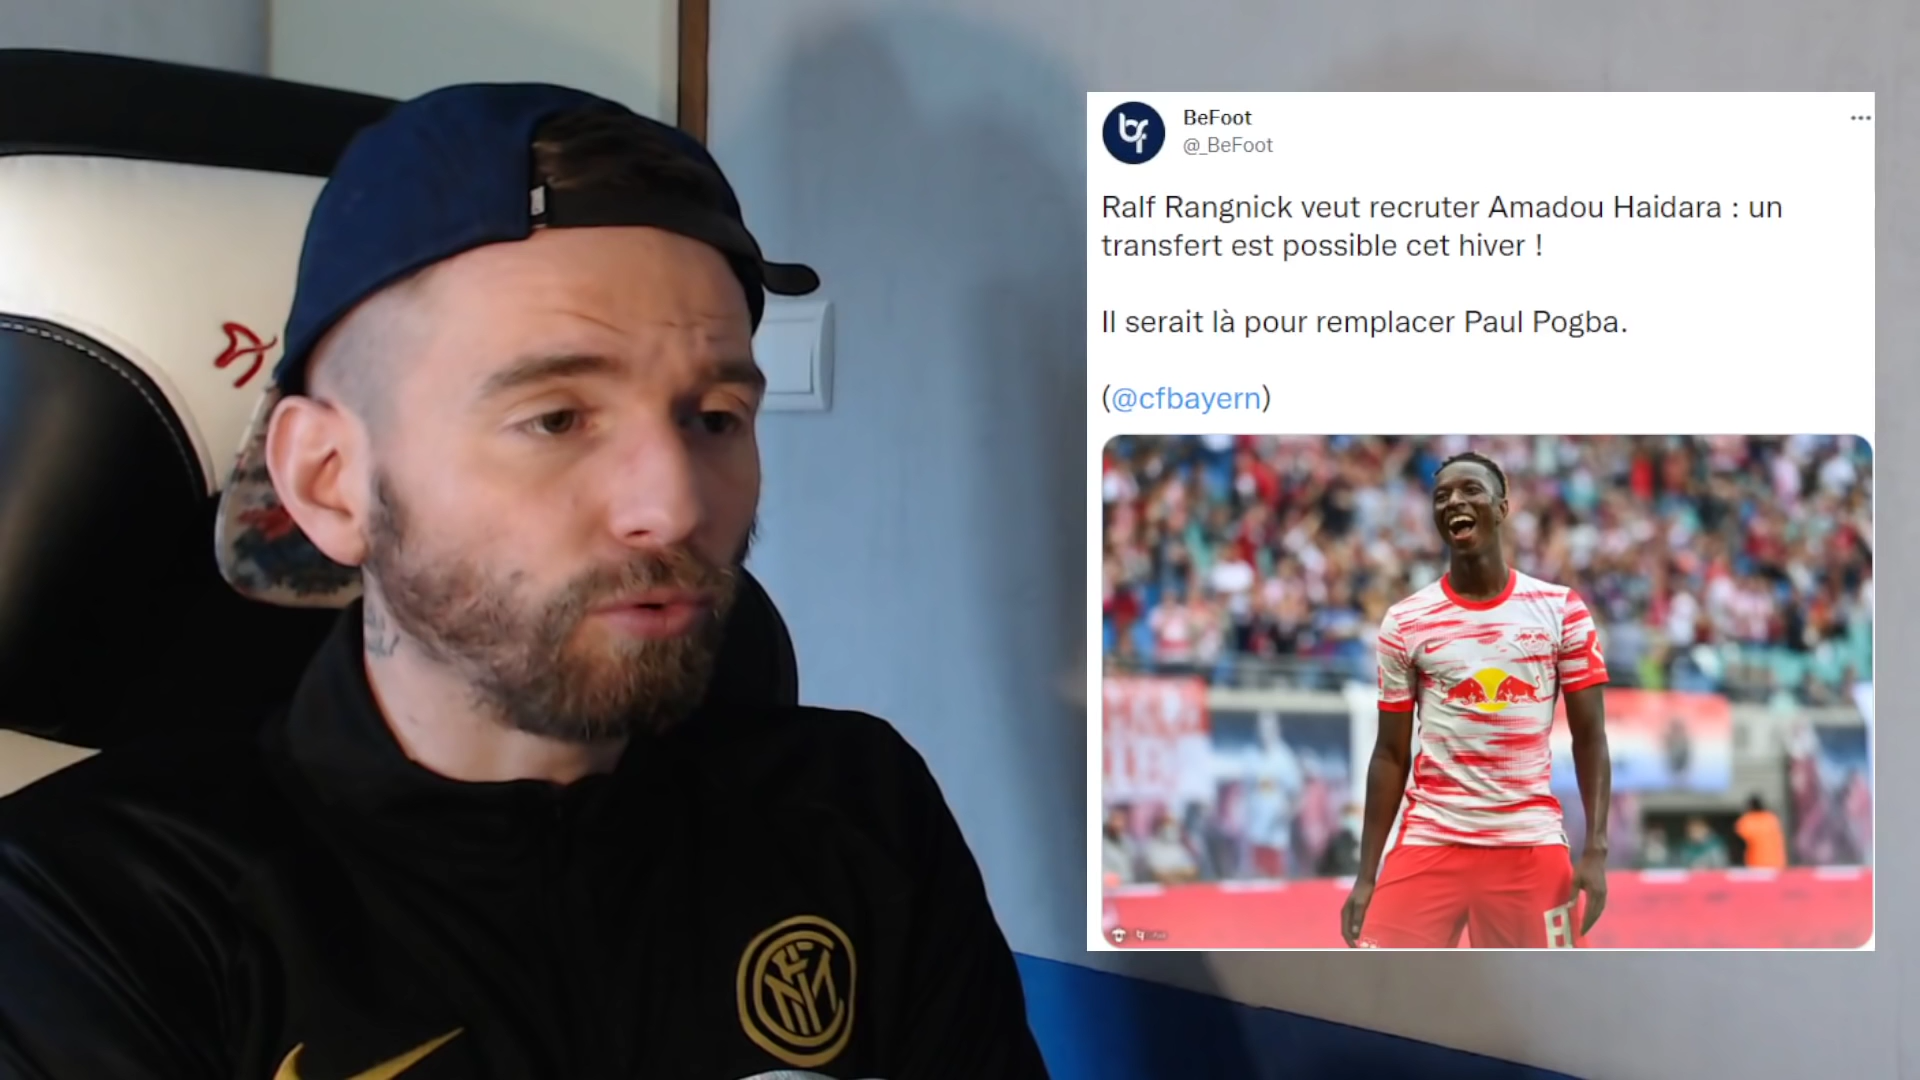 BeFoot
@_BeFoot
Ralf Rangnick veut recruter Amadou Haidara : un
transfert est possible cet hiver !
Il serait là pour remplacer Paul Pogba.
(@cfbayern)
8